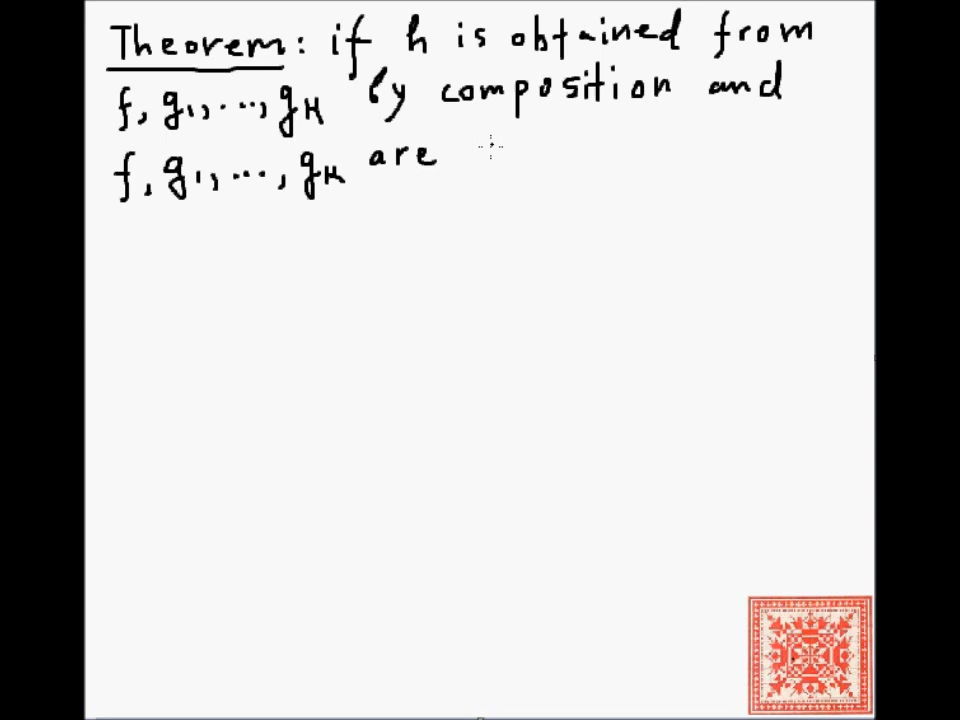 Theorem: if h is obtained from
f, g₁, ..., gₖ by composition and
f, g₁, ..., gₖ are